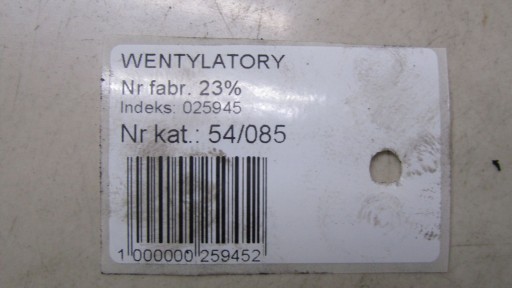 WENTYLATORY
Nr fabr. 23%
Indeks: 025945
Nr kat.: 54/085
1 000000 259452